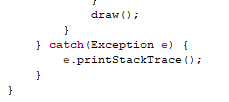 }
draw();
}
} catch(Exception e) {
e.printStackTrace();
}
}